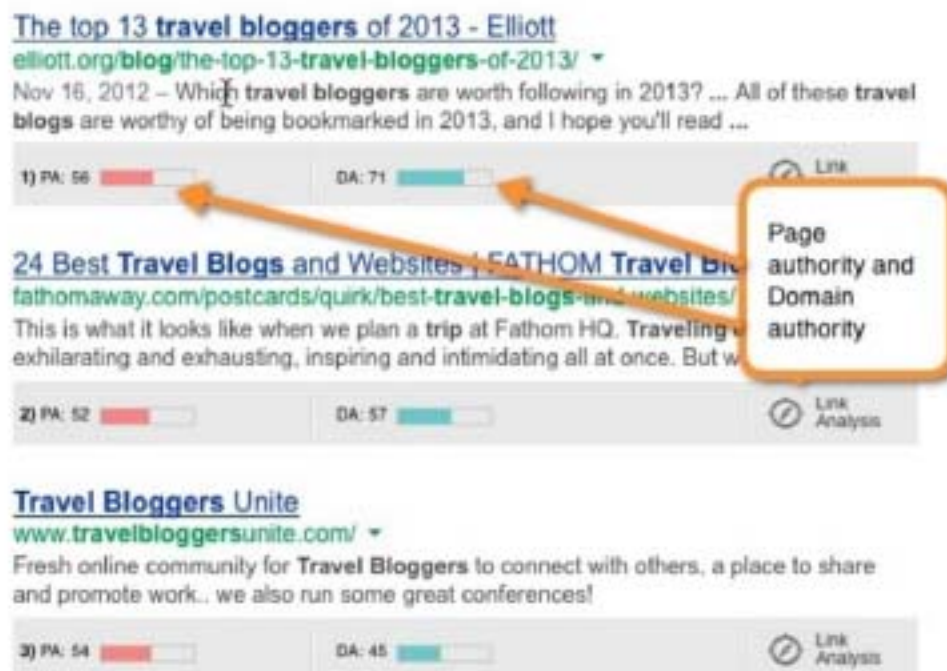 The top 13 travel bloggers of 2013 - Elliott
elliott.org/blog/the-top-13-travel-bloggers-of-2013/
Nov 16, 2012 – Which travel bloggers are worth following in 2013? ... All of these travel
blogs are worthy of being bookmarked in 2013, and I hope you'll read ...
1) PA: 56 DA: 71 Link
Page
authority and
Domain
authority
24 Best Travel Blogs and Websites | FATHOM Travel
fathomaway.com/postcards/quirk/best-travel-blogs-and-websites/
This is what it looks like when we plan a trip at Fathom HQ. Traveling
exhilarating and exhausting, inspiring and intimidating all at once. But
2) PA: 52 DA: 57 Link
Analysis
Travel Bloggers Unite
www.travelbloggersunite.com/
Fresh online community for Travel Bloggers to connect with others, a place to share
and promote work.. we also run some great conferences!
3) PA: 54 DA: 45 Link
Analysis